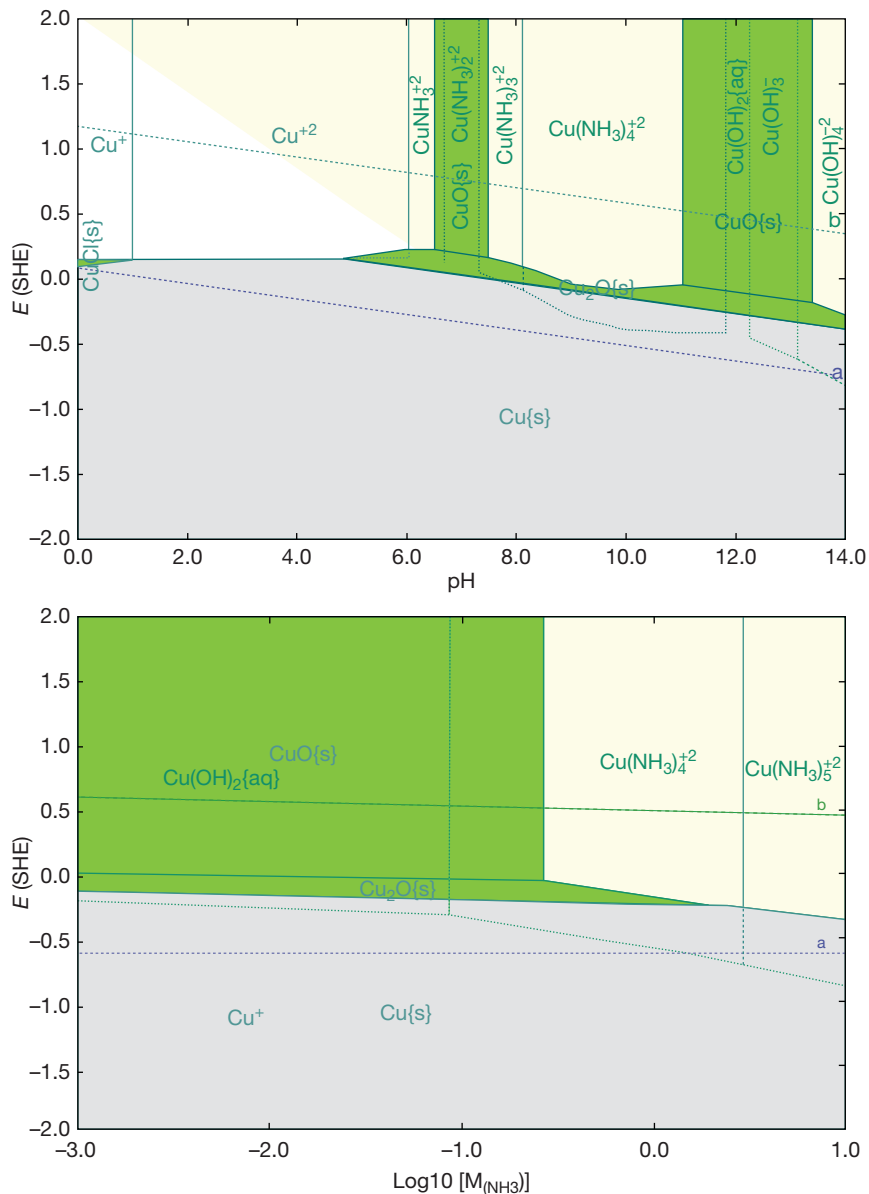 2.0
1.5
1.0
0.5
0.0
−0.5
−1.0
−1.5
−2.0
E (SHE)
0.0 2.0 4.0 6.0 8.0 10.0 12.0 14.0
pH
Cu⁺
Cu⁺²
CuCl{s}
CuNH₃⁺²
Cu(NH₃)₂⁺²
CuO{s}
Cu(NH₃)₃⁺²
Cu(NH₃)₄⁺²
Cu(OH)₂{aq}
Cu(OH)₃⁻
CuO{s}
Cu(OH)₄⁻²
b
Cu₂O{s}
a
Cu{s}
2.0
1.5
1.0
0.5
0.0
−0.5
−1.0
−1.5
−2.0
E (SHE)
CuO{s}
Cu(OH)₂{aq}
Cu(NH₃)₄⁺²
Cu(NH₃)₅⁺²
b
Cu₂O{s}
a
Cu⁺
Cu{s}
−3.0 −2.0 −1.0 0.0 1.0
Log10 [M₍NH3₎]